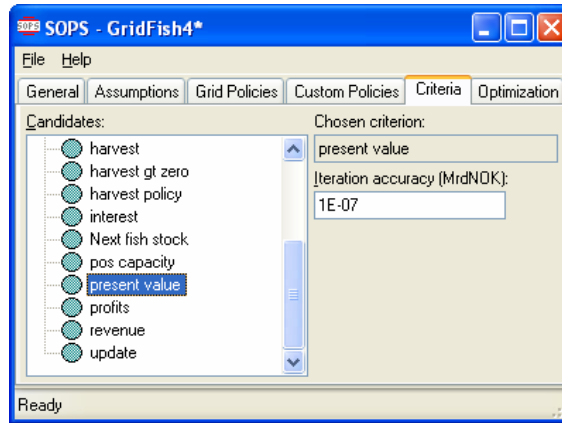 SOPS SOPS - GridFish4*
File Help
General Assumptions Grid Policies Custom Policies Criteria Optimization
Candidates:
harvest
harvest gt zero
harvest policy
interest
Next fish stock
pos capacity
present value
profits
revenue
update
Chosen criterion:
present value
Iteration accuracy (MrdNOK):
1E-07
Ready